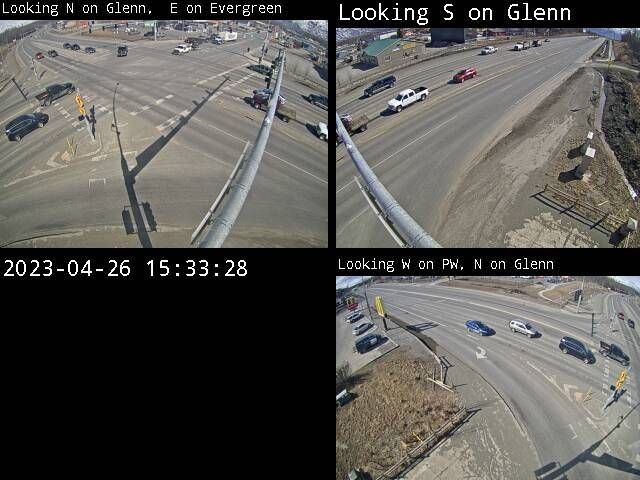 Looking N on Glenn,  E on Evergreen
Looking S on Glenn
2023-04-26 15:33:28
Looking W on PW, N on Glenn